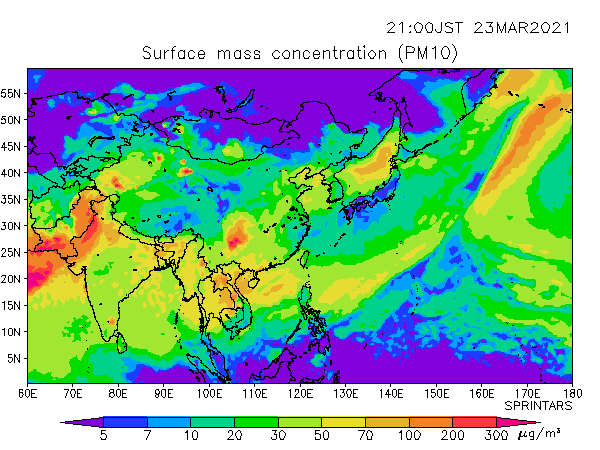 21:00JST 23MAR2021
Surface mass concentration (PM10)
55N
50N
45N
40N
35N
30N
25N
20N
15N
10N
5N
60E 70E 80E 90E 100E 110E 120E 130E 140E 150E 160E 170E 180
SPRINTARS
5 7 10 20 30 50 70 100 200 300 μg/m³